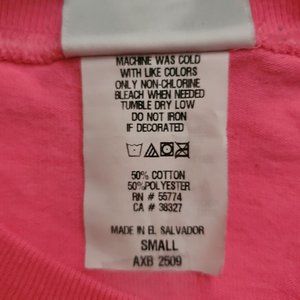 MACHINE WAS COLD
WITH LIKE COLORS
ONLY NON-CHLORINE
BLEACH WHEN NEEDED
TUMBLE DRY LOW
DO NOT IRON
IF DECORATED
50% COTTON
50%POLYESTER
RN # 55774
CA # 38327
MADE IN EL SALVADOR
SMALL
AXB 2509